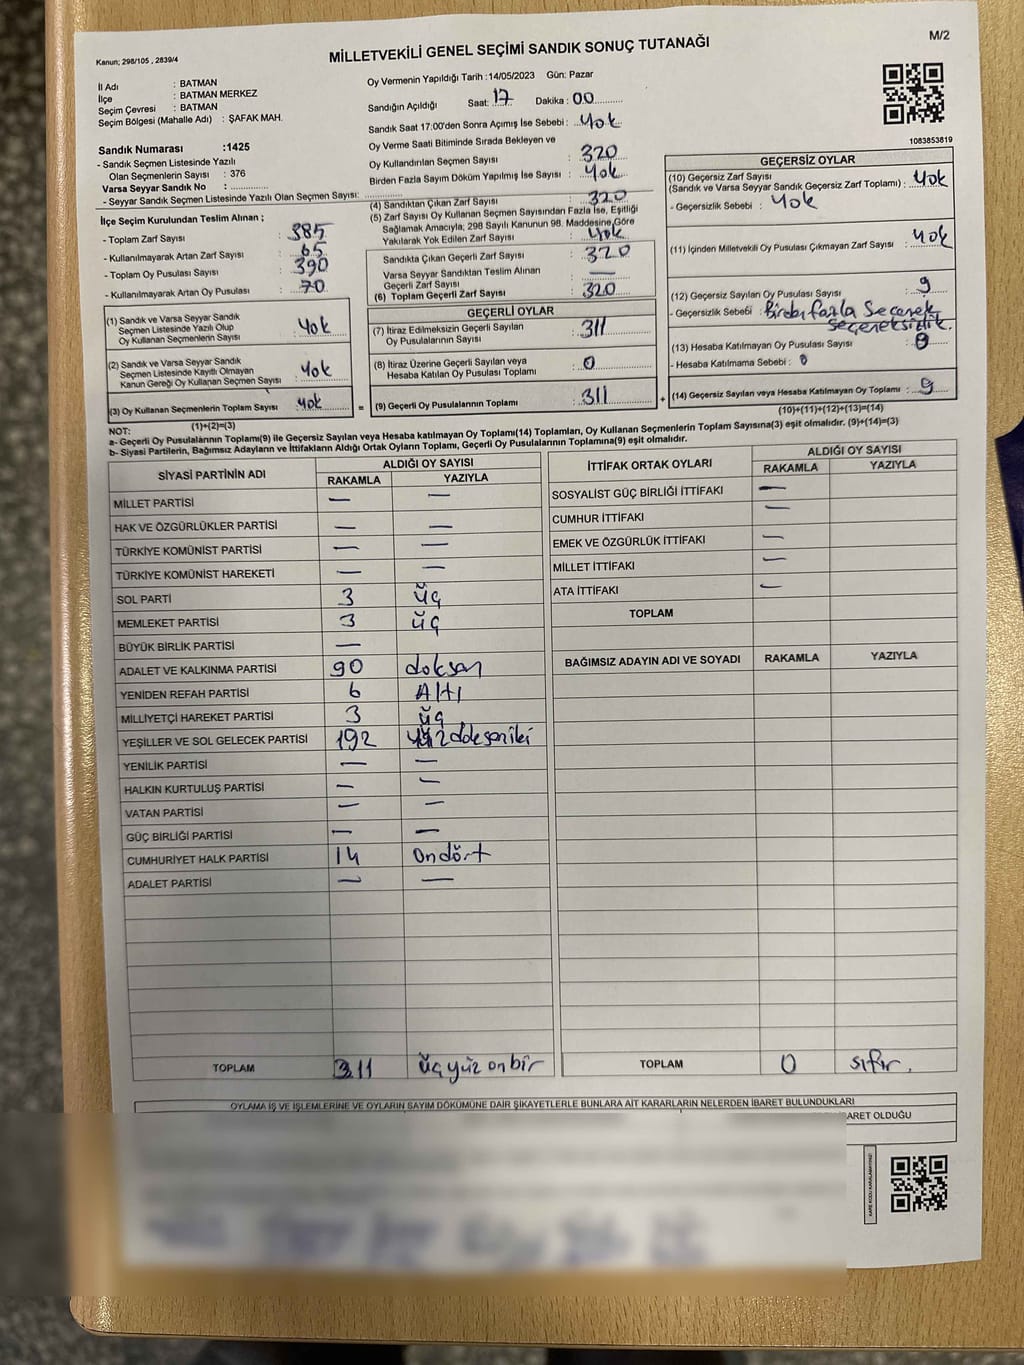 Kanun; 298/105 , 2839/4
MİLLETVEKİLİ GENEL SEÇİMİ SANDIK SONUÇ TUTANAĞI
M/2
İl Adı : BATMAN
İlçe : BATMAN MERKEZ
Seçim Çevresi : BATMAN
Seçim Bölgesi (Mahalle Adı) : ŞAFAK MAH.
Sandık Numarası :1425
- Sandık Seçmen Listesinde Yazılı
Olan Seçmenlerin Sayısı : 376
Varsa Seyyar Sandık No : ............
- Seyyar Sandık Seçmen Listesinde Yazılı Olan Seçmen Sayısı: ............
Oy Vermenin Yapıldığı Tarih :14/05/2023 Gün: Pazar
Sandığın Açıldığı Saat: 17 Dakika : 00
Sandık Saat 17:00'den Sonra Açımış İse Sebebi : Yok
Oy Verme Saati Bitiminde Sırada Bekleyen ve
Oy Kullandırılan Seçmen Sayısı : 320
Birden Fazla Sayım Döküm Yapılmış İse Sayısı : Yok
(4) Sandıktan Çıkan Zarf Sayısı : 320
(5) Zarf Sayısı Oy Kullanan Seçmen Sayısından Fazla İse, Eşitliği
Sağlamak Amacıyla; 298 Sayılı Kanunun 98. Maddesine Göre
Yakılarak Yok Edilen Zarf Sayısı : Yok
1083853819
İlçe Seçim Kurulundan Teslim Alınan ;
- Toplam Zarf Sayısı : 385
- Kullanılmayarak Artan Zarf Sayısı : 65
- Toplam Oy Pusulası Sayısı : 390
- Kullanılmayarak Artan Oy Pusulası : 70
Sandıkta Çıkan Geçerli Zarf Sayısı : 320
Varsa Seyyar Sandıktan Teslim Alınan
Geçerli Zarf Sayısı : —
(6) Toplam Geçerli Zarf Sayısı : 320
GEÇERSİZ OYLAR
(10) Geçersiz Zarf Sayısı
(Sandık ve Varsa Seyyar Sandık Geçersiz Zarf Toplamı) : Yok
- Geçersizlik Sebebi : Yok
(11) İçinden Milletvekili Oy Pusulası Çıkmayan Zarf Sayısı : Yok
(12) Geçersiz Sayılan Oy Pusulası Sayısı : 9
- Geçersizlik Sebebi : Birden fazla Seçenek
Seçeneksizlik.
(13) Hesaba Katılmayan Oy Pusulası Sayısı : 0
- Hesaba Katılmama Sebebi : 0
(14) Geçersiz Sayılan veya Hesaba Katılmayan Oy Toplamı : 9
(10)+(11)+(12)+(13)=(14)
(1) Sandık ve Varsa Seyyar Sandık
Seçmen Listesinde Yazılı Olup
Oy Kullanan Seçmenlerin Sayısı : Yok
(2) Sandık ve Varsa Seyyar Sandık
Seçmen Listesinde Kayıtlı Olmayan
Kanun Gereği Oy Kullanan Seçmen Sayısı : Yok
(3) Oy Kullanan Seçmenlerin Toplam Sayısı : Yok =
(1)+(2)=(3)
GEÇERLİ OYLAR
(7) İtiraz Edilmeksizin Geçerli Sayılan
Oy Pusulasının Sayısı : 311
(8) İtiraz Üzerine Geçerli Sayılan veya
Hesaba Katılan Oy Pusulası Toplamı : 0
(9) Geçerli Oy Pusulalarının Toplamı : 311 +
NOT:
a- Geçerli Oy Pusulalarının Toplamı(9) ile Geçersiz Sayılan veya Hesaba katılmayan Oy Toplamı(14) Toplamları, Oy Kullanan Seçmenlerin Toplam Sayısına(3) eşit olmalıdır. (9)+(14)=(3)
b- Siyasi Partilerin, Bağımsız Adayların ve İttifakların Aldığı Ortak Oyların Toplamı, Geçerli Oy Pusulalarının Toplamına(9) eşit olmalıdır.
SİYASİ PARTİNİN ADI ALDIĞI OY SAYISI
RAKAMLA YAZIYLA
MİLLET PARTİSİ — —
HAK VE ÖZGÜRLÜKLER PARTİSİ — —
TÜRKİYE KOMÜNİST PARTİSİ — —
TÜRKİYE KOMÜNİST HAREKETİ — —
SOL PARTİ 3 üç
MEMLEKET PARTİSİ 3 üç
BÜYÜK BİRLİK PARTİSİ —
ADALET VE KALKINMA PARTİSİ 90 doksan
YENİDEN REFAH PARTİSİ 6 Altı
MİLLİYETÇİ HAREKET PARTİSİ 3 üç
YEŞİLLER VE SOL GELECEK PARTİSİ 192 yüz doksan iki
YENİLİK PARTİSİ — —
HALKIN KURTULUŞ PARTİSİ — —
VATAN PARTİSİ — —
GÜÇ BİRLİĞİ PARTİSİ — —
CUMHURİYET HALK PARTİSİ 14 On dört
ADALET PARTİSİ — —
TOPLAM 311 üç yüz on bir
İTTİFAK ORTAK OYLARI ALDIĞI OY SAYISI
RAKAMLA YAZIYLA
SOSYALİST GÜÇ BİRLİĞİ İTTİFAKI —
CUMHUR İTTİFAKI —
EMEK VE ÖZGÜRLÜK İTTİFAKI —
MİLLET İTTİFAKI —
ATA İTTİFAKI —
TOPLAM
BAĞIMSIZ ADAYIN ADI VE SOYADI RAKAMLA YAZIYLA
TOPLAM 0 sıfır.
OYLAMA İŞ VE İŞLEMLERİNE VE OYLARIN SAYIM DÖKÜMÜNE DAİR ŞİKAYETLERLE BUNLARA AİT KARARLARIN NELERDEN İBARET BULUNDUKLARI
BARET OLDUĞU
KARE KODU KARALAMAYINIZ!